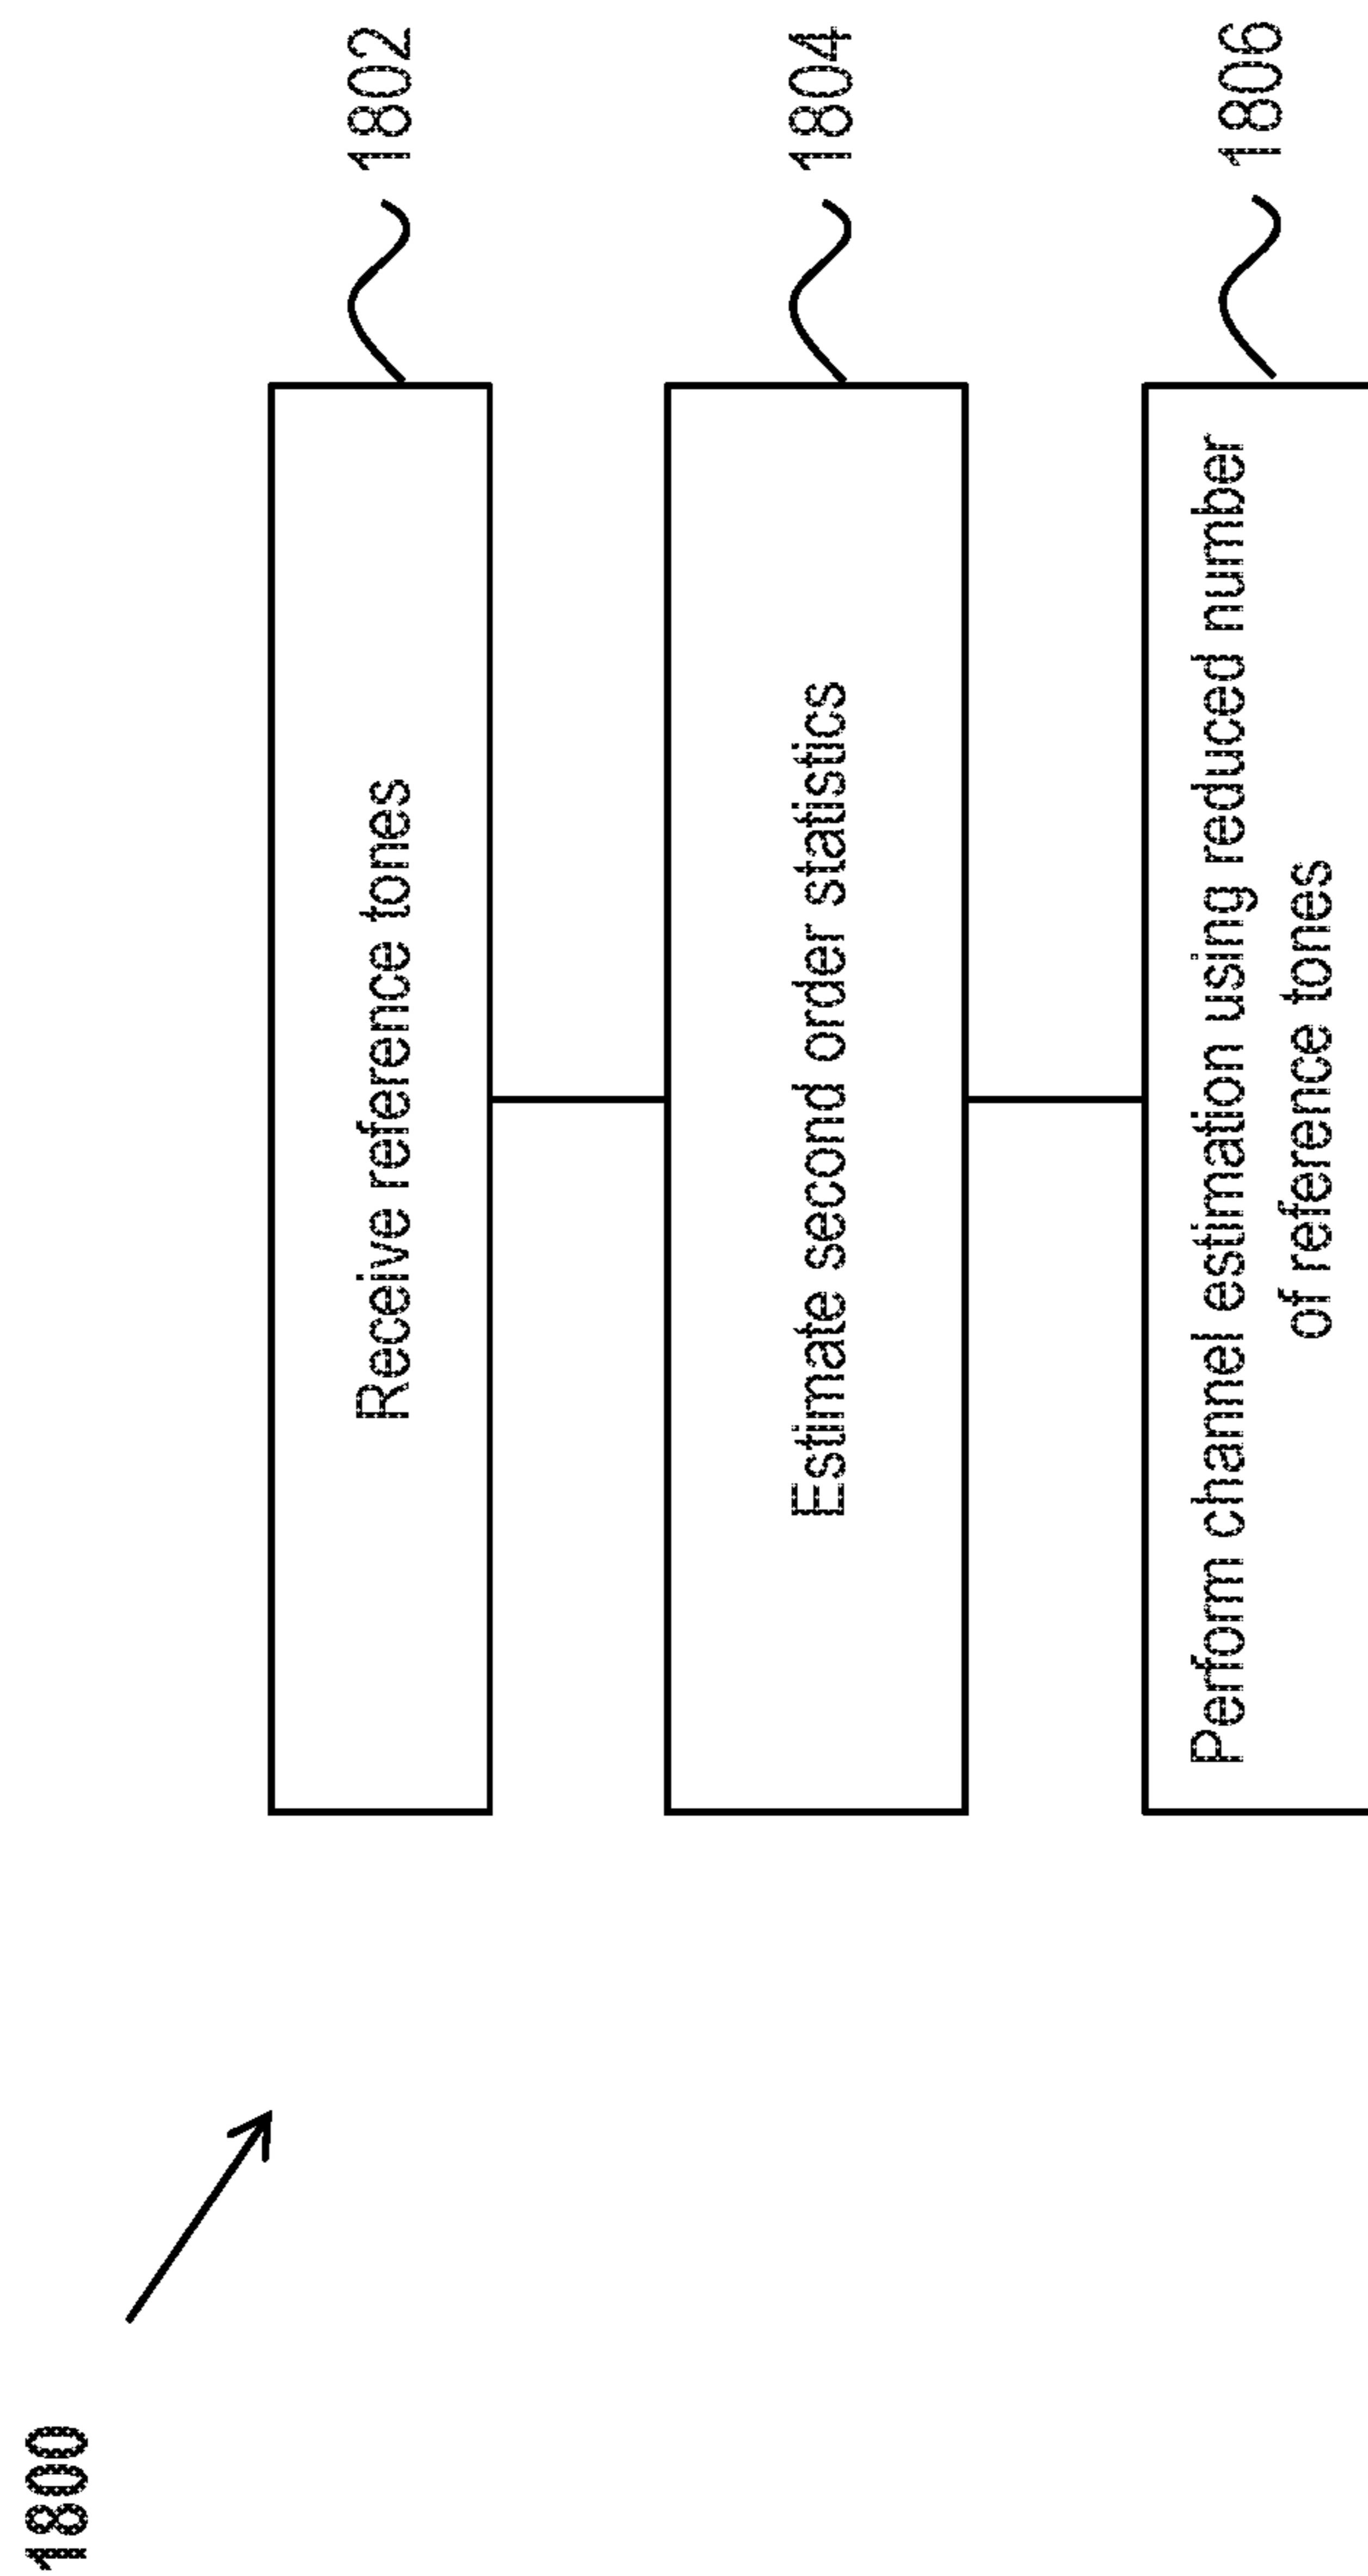 1800
Receive reference tones
1802
Estimate second order statistics
1804
Perform channel estimation using reduced number
of reference tones
1806